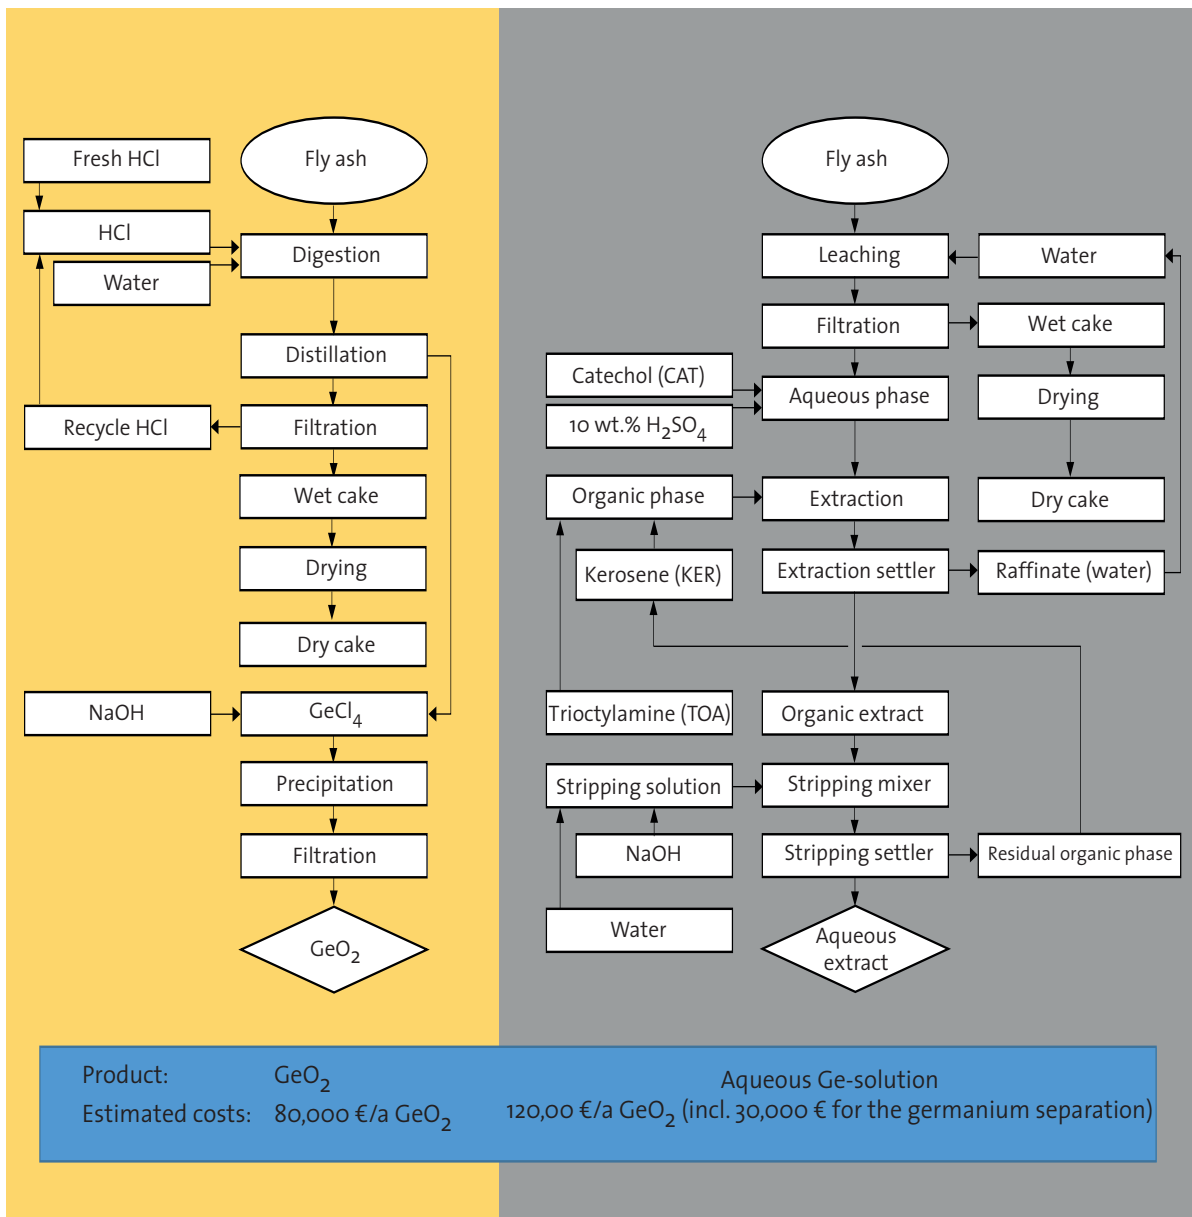 Fresh HCl
Fly ash
HCl
Digestion
Water
Distillation
Recycle HCl
Filtration
Wet cake
Drying
Dry cake
NaOH
GeCl4
Precipitation
Filtration
GeO2
Fly ash
Leaching
Water
Filtration
Wet cake
Catechol (CAT)
Aqueous phase
Drying
10 wt.% H2SO4
Organic phase
Extraction
Dry cake
Kerosene (KER)
Extraction settler
Raffinate (water)
Trioctylamine (TOA)
Organic extract
Stripping solution
Stripping mixer
NaOH
Stripping settler
Residual organic phase
Water
Aqueous
extract
Product: GeO2
Aqueous Ge-solution
Estimated costs: 80,000 €/a GeO2
120,00 €/a GeO2 (incl. 30,000 € for the germanium separation)